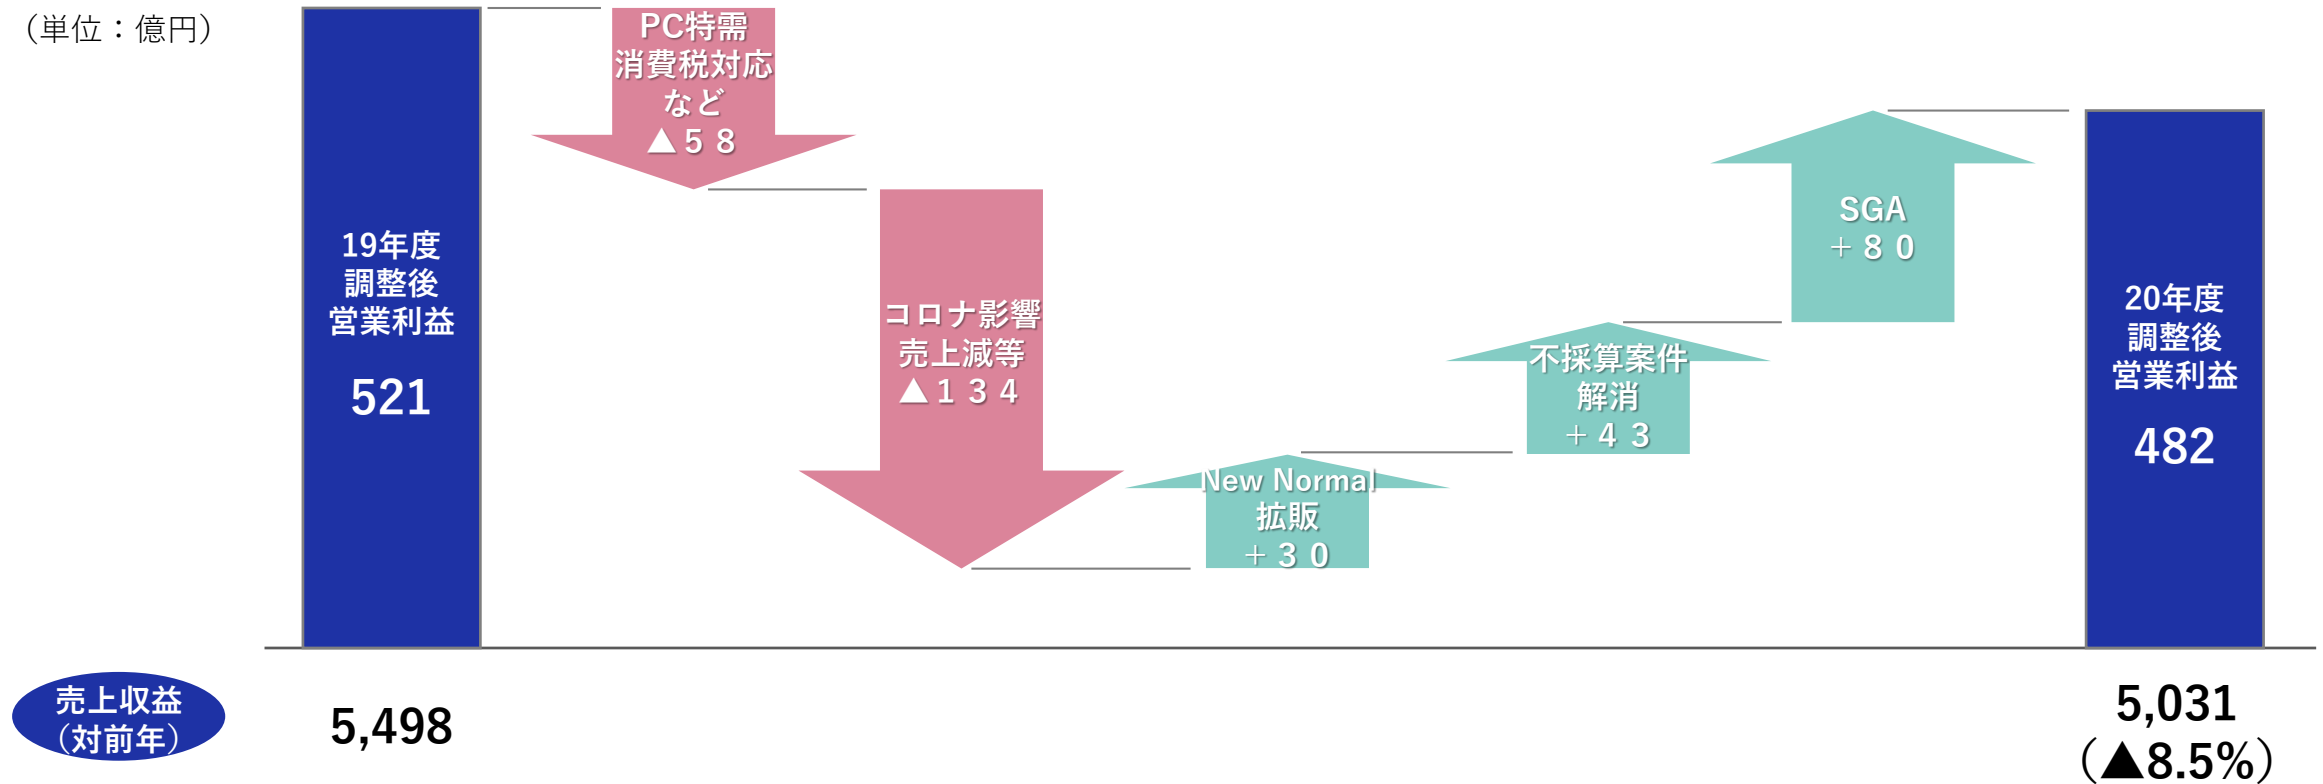 （単位：億円）
19年度
調整後
営業利益
521
PC特需
消費税対応
など
▲５８
コロナ影響
売上減等
▲１３４
New Normal
拡販
＋３０
不採算案件
解消
＋４３
SGA
＋８０
20年度
調整後
営業利益
482
売上収益
（対前年）
5,498
5,031
（▲8.5%）